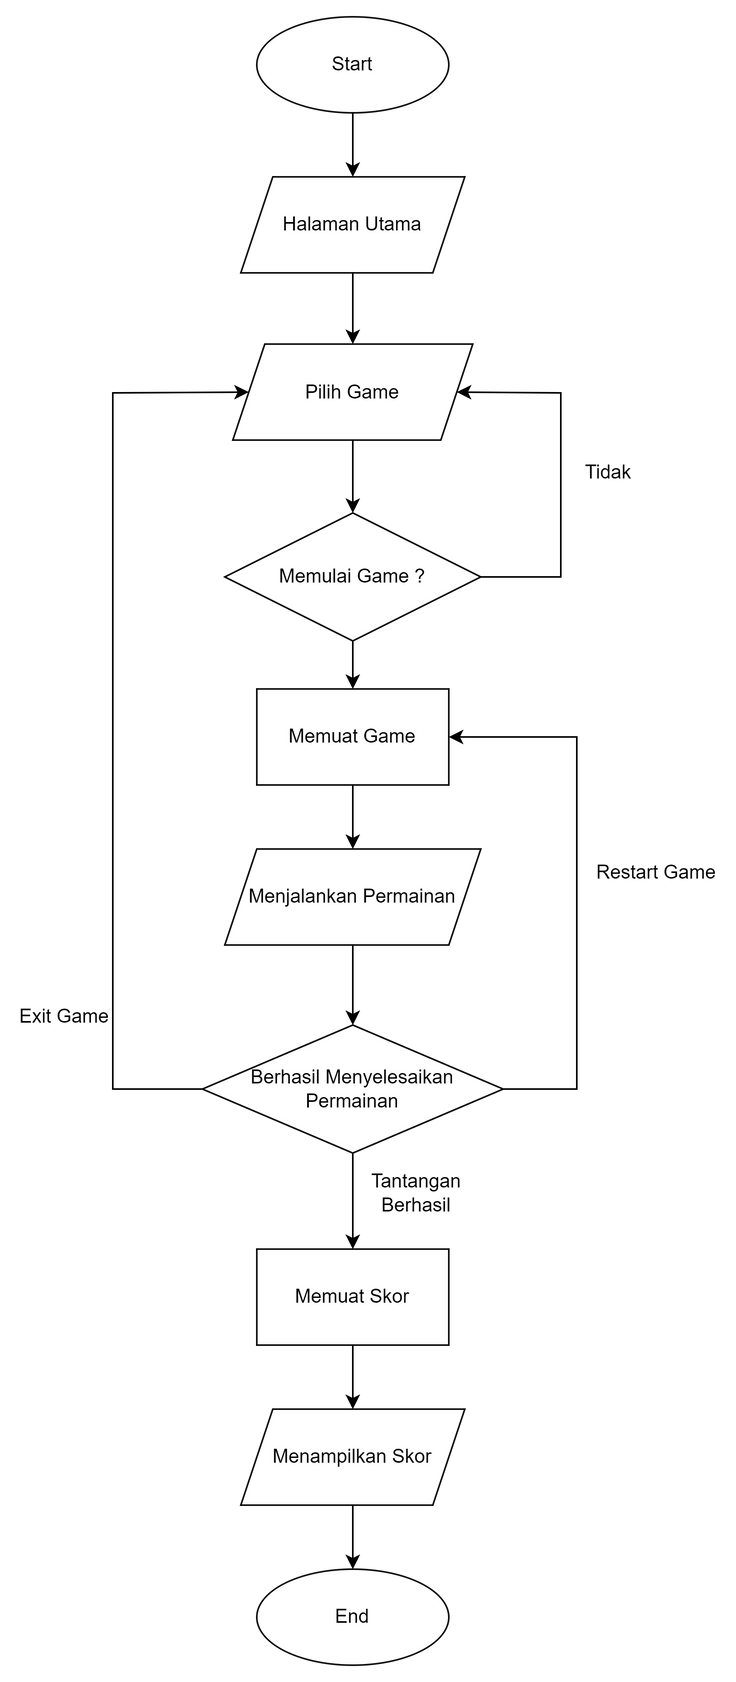 Start
Halaman Utama
Pilih Game
Tidak
Memulai Game ?
Memuat Game
Restart Game
Menjalankan Permainan
Exit Game
Berhasil Menyelesaikan
Permainan
Tantangan
Berhasil
Memuat Skor
Menampilkan Skor
End